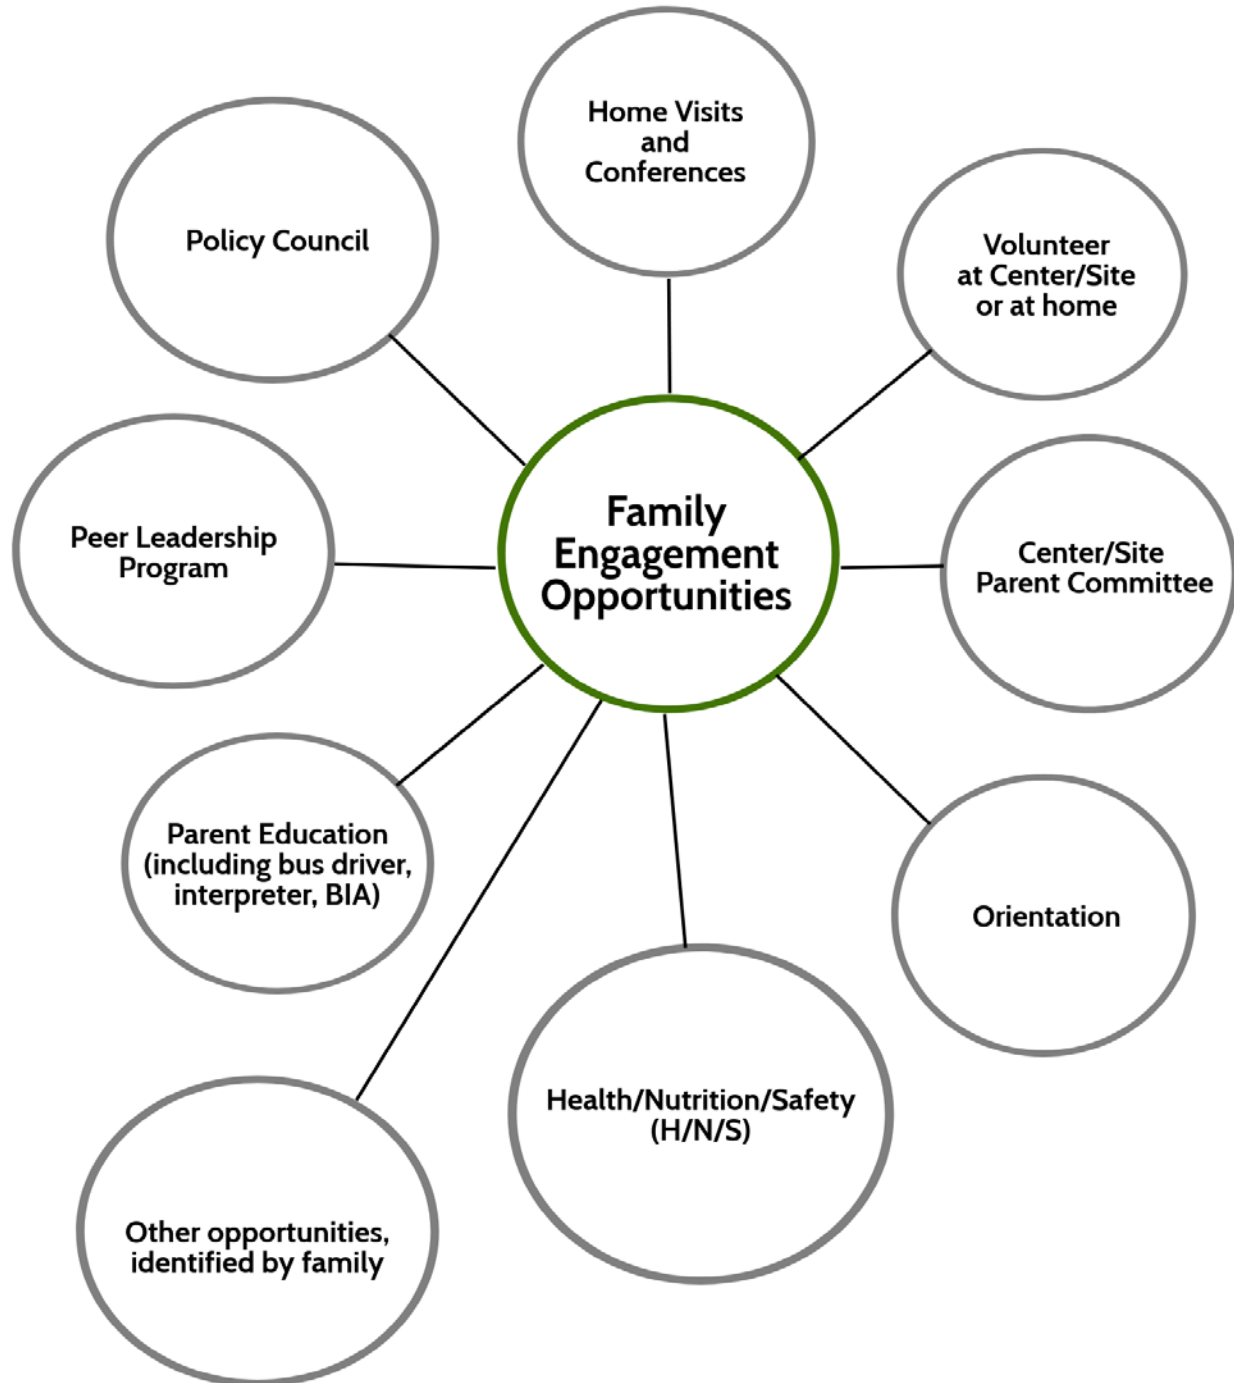 Home Visits
and
Conferences
Policy Council
Volunteer
at Center/Site
or at home
Family
Engagement
Opportunities
Peer Leadership
Program
Center/Site
Parent Committee
Parent Education
(including bus driver,
interpreter, BIA)
Orientation
Health/Nutrition/Safety
(H/N/S)
Other opportunities,
identified by family